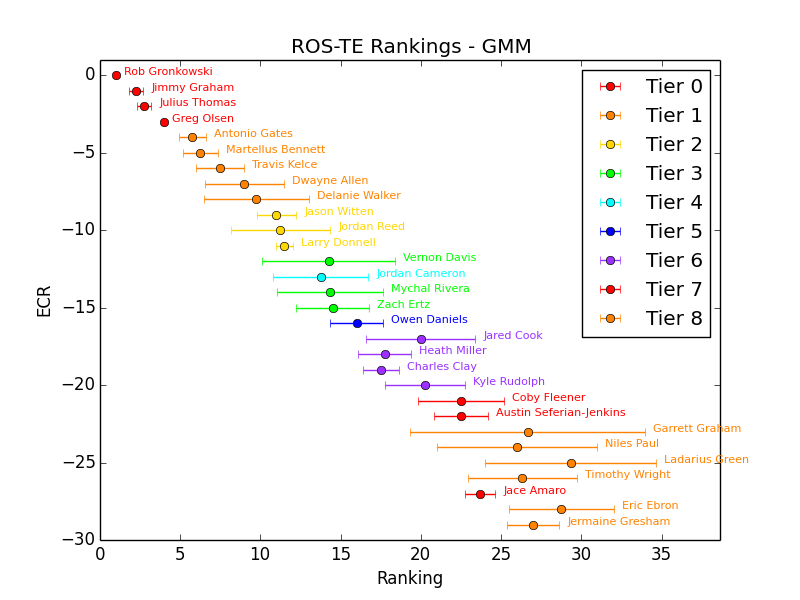 ROS-TE Rankings - GMM
0
−5
−10
−15
−20
−25
−30
ECR
Rob Gronkowski
Jimmy Graham
Julius Thomas
Greg Olsen
Antonio Gates
Martellus Bennett
Travis Kelce
Dwayne Allen
Delanie Walker
Jason Witten
Jordan Reed
Larry Donnell
Vernon Davis
Jordan Cameron
Mychal Rivera
Zach Ertz
Owen Daniels
Jared Cook
Heath Miller
Charles Clay
Kyle Rudolph
Coby Fleener
Austin Seferian-Jenkins
Garrett Graham
Niles Paul
Ladarius Green
Timothy Wright
Jace Amaro
Eric Ebron
Jermaine Gresham
Tier 0
Tier 1
Tier 2
Tier 3
Tier 4
Tier 5
Tier 6
Tier 7
Tier 8
0 5 10 15 20 25 30 35
Ranking